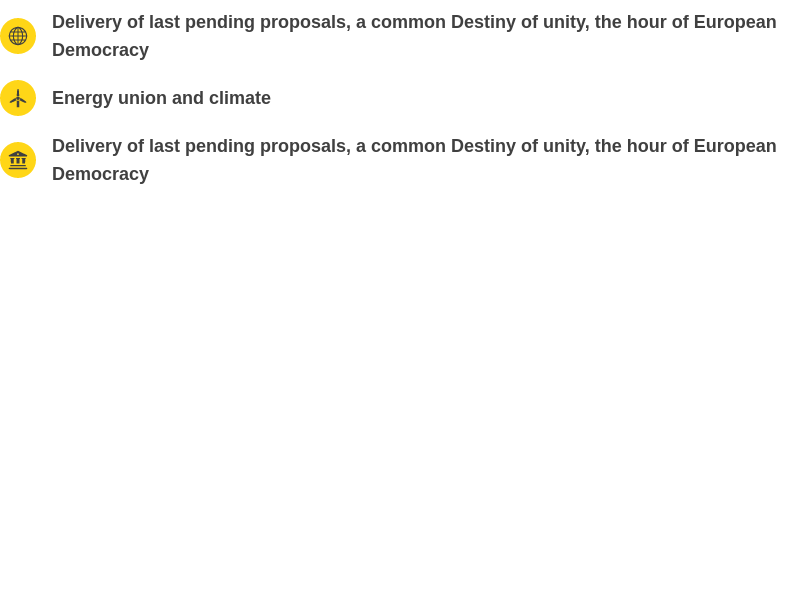 Delivery of last pending proposals, a common Destiny of unity, the hour of European
Democracy
Energy union and climate
Delivery of last pending proposals, a common Destiny of unity, the hour of European
Democracy